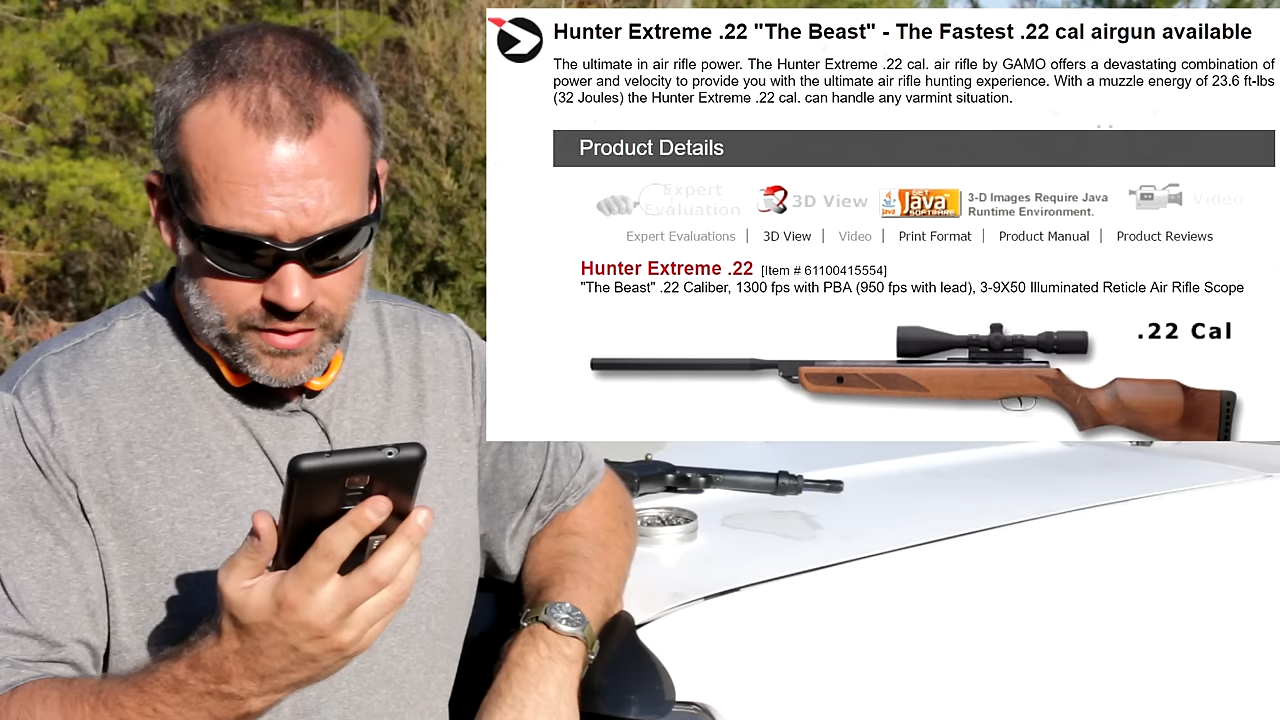 Hunter Extreme .22 "The Beast" - The Fastest .22 cal airgun available
The ultimate in air rifle power. The Hunter Extreme .22 cal. air rifle by GAMO offers a devastating combination of
power and velocity to provide you with the ultimate air rifle hunting experience. With a muzzle energy of 23.6 ft-lbs
(32 Joules) the Hunter Extreme .22 cal. can handle any varmint situation.
Product Details
Expert
Evaluation
3D View
GET
Java
SOFTWARE
Java
3-D Images Require Java
Runtime Environment.
Video
Expert Evaluations | 3D View | Video | Print Format | Product Manual | Product Reviews
Hunter Extreme .22 [Item # 61100415554]
"The Beast" .22 Caliber, 1300 fps with PBA (950 fps with lead), 3-9X50 Illuminated Reticle Air Rifle Scope
.22 Cal